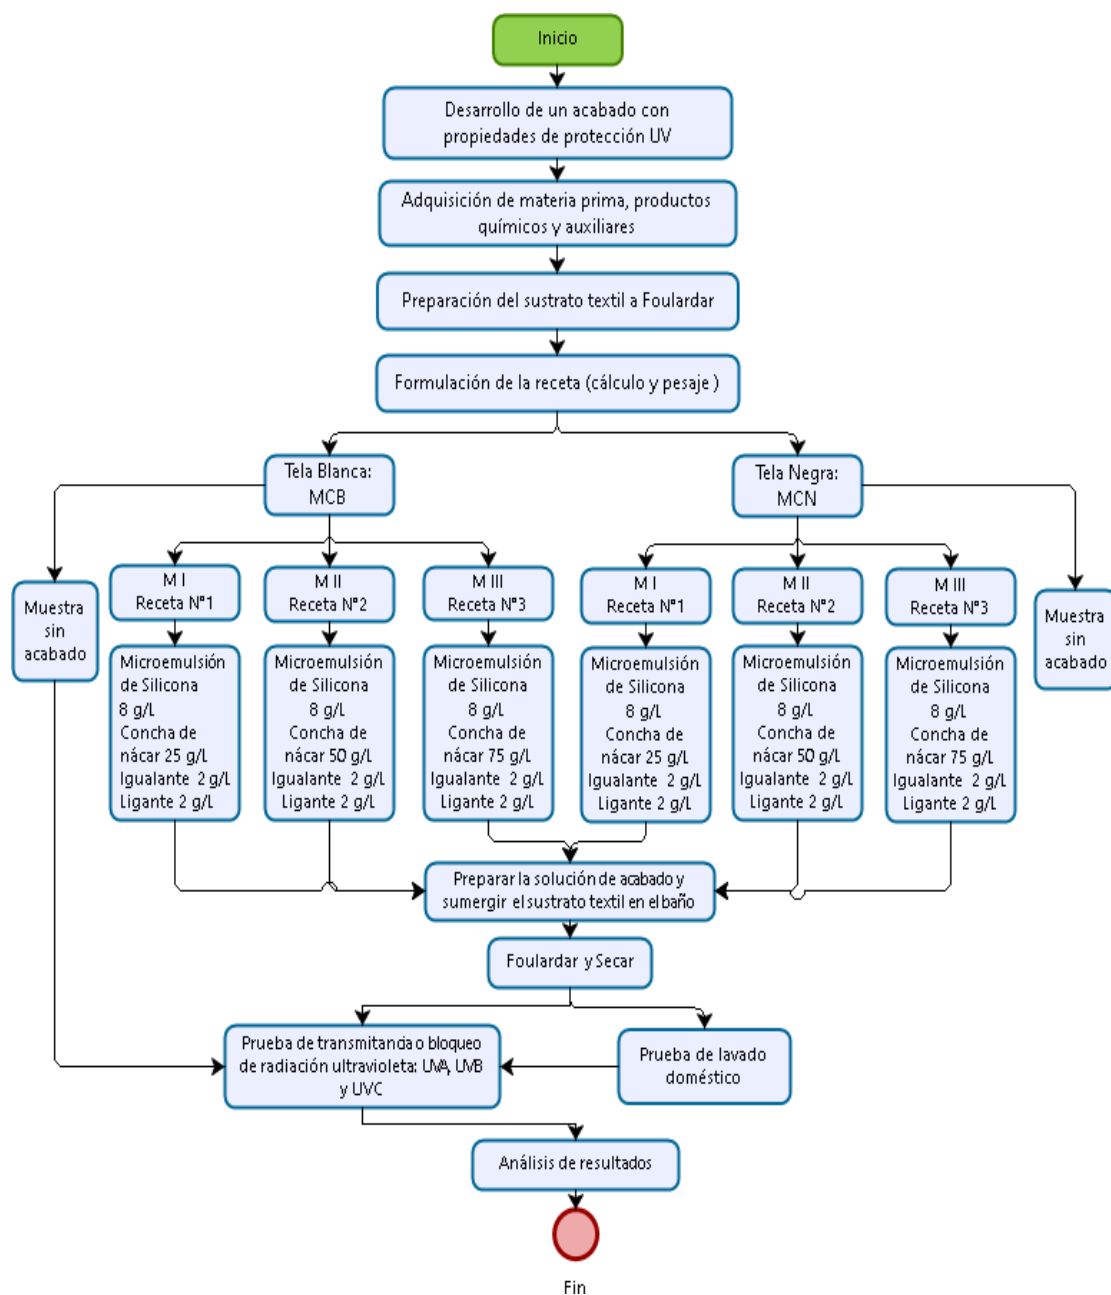 Inicio
Desarrollo de un acabado con
propiedades de protección UV
Adquisición de materia prima, productos
químicos y auxiliares
Preparación del sustrato textil a Foulardar
Formulación de la receta (cálculo y pesaje )
Tela Blanca:
MCB
Tela Negra:
MCN
Muestra
sin
acabado
M I
Receta N°1
M II
Receta N°2
M III
Receta N°3
M I
Receta N°1
M II
Receta N°2
M III
Receta N°3
Muestra
sin
acabado
Microemulsión
de Silicona
8 g/L
Concha de
nácar 25 g/L
Igualante 2 g/L
Ligante 2 g/L
Microemulsión
de Silicona
8 g/L
Concha de
nácar 50 g/L
Igualante 2 g/L
Ligante 2 g/L
Microemulsión
de Silicona
8 g/L
Concha de
nácar 75 g/L
Igualante 2 g/L
Ligante 2 g/L
Microemulsión
de Silicona
8 g/L
Concha de
nácar 25 g/L
Igualante 2 g/L
Ligante 2 g/L
Microemulsión
de Silicona
8 g/L
Concha de
nácar 50 g/L
Igualante 2 g/L
Ligante 2 g/L
Microemulsión
de Silicona
8 g/L
Concha de
nácar 75 g/L
Igualante 2 g/L
Ligante 2 g/L
Preparar la solución de acabado y
sumergir el sustrato textil en el baño
Foulardar y Secar
Prueba de transmitancia o bloqueo
de radiación ultravioleta: UVA, UVB
y UVC
Prueba de lavado
doméstico
Análisis de resultados
Fin